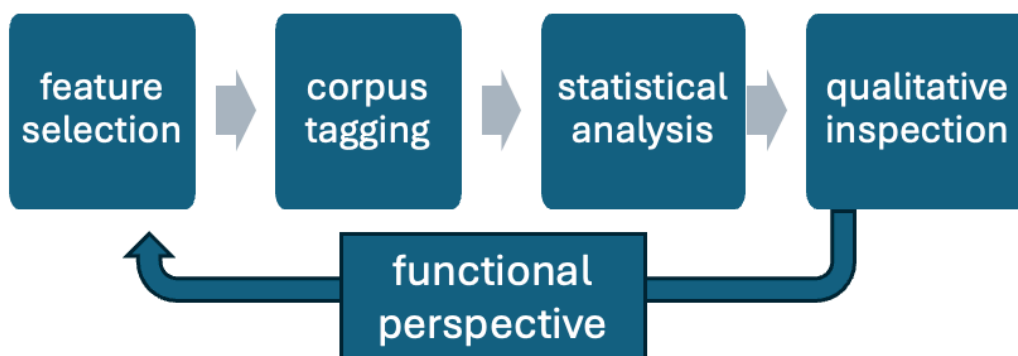 feature
selection
corpus
tagging
statistical
analysis
qualitative
inspection
functional
perspective